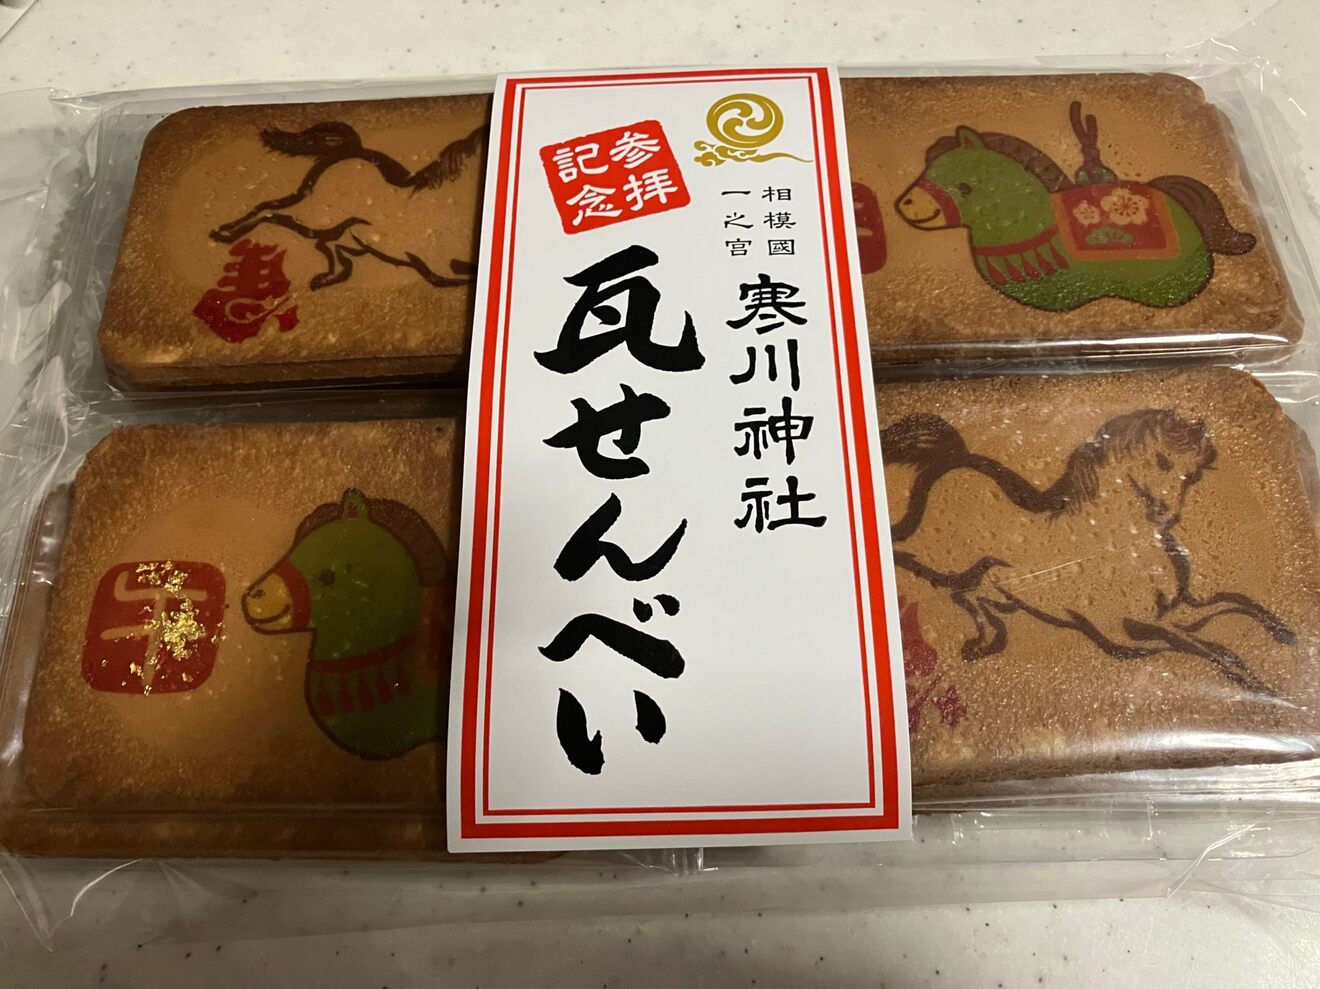 相模國
一之宮
寒川神社
参拝
記念
瓦せんべい
午